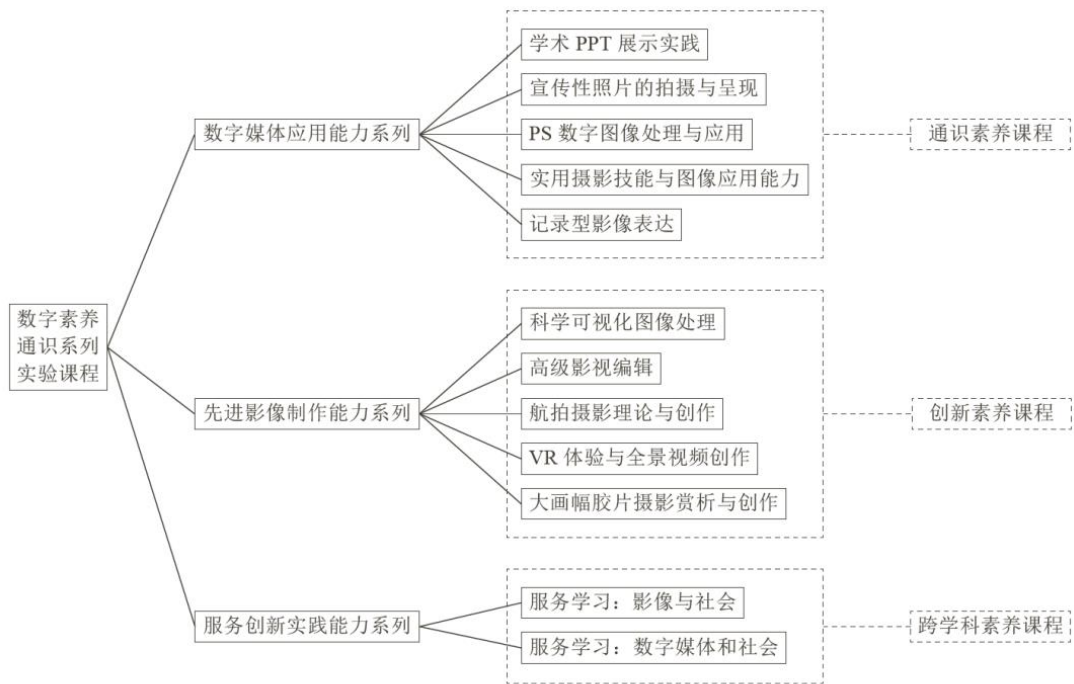 数字素养
通识系列
实验课程
数字媒体应用能力系列
学术 PPT 展示实践
宣传性照片的拍摄与呈现
PS 数字图像处理与应用
实用摄影技能与图像应用能力
记录型影像表达
通识素养课程
先进影像制作能力系列
科学可视化图像处理
高级影视编辑
航拍摄影理论与创作
VR 体验与全景视频创作
大画幅胶片摄影赏析与创作
创新素养课程
服务创新实践能力系列
服务学习：影像与社会
服务学习：数字媒体和社会
跨学科素养课程